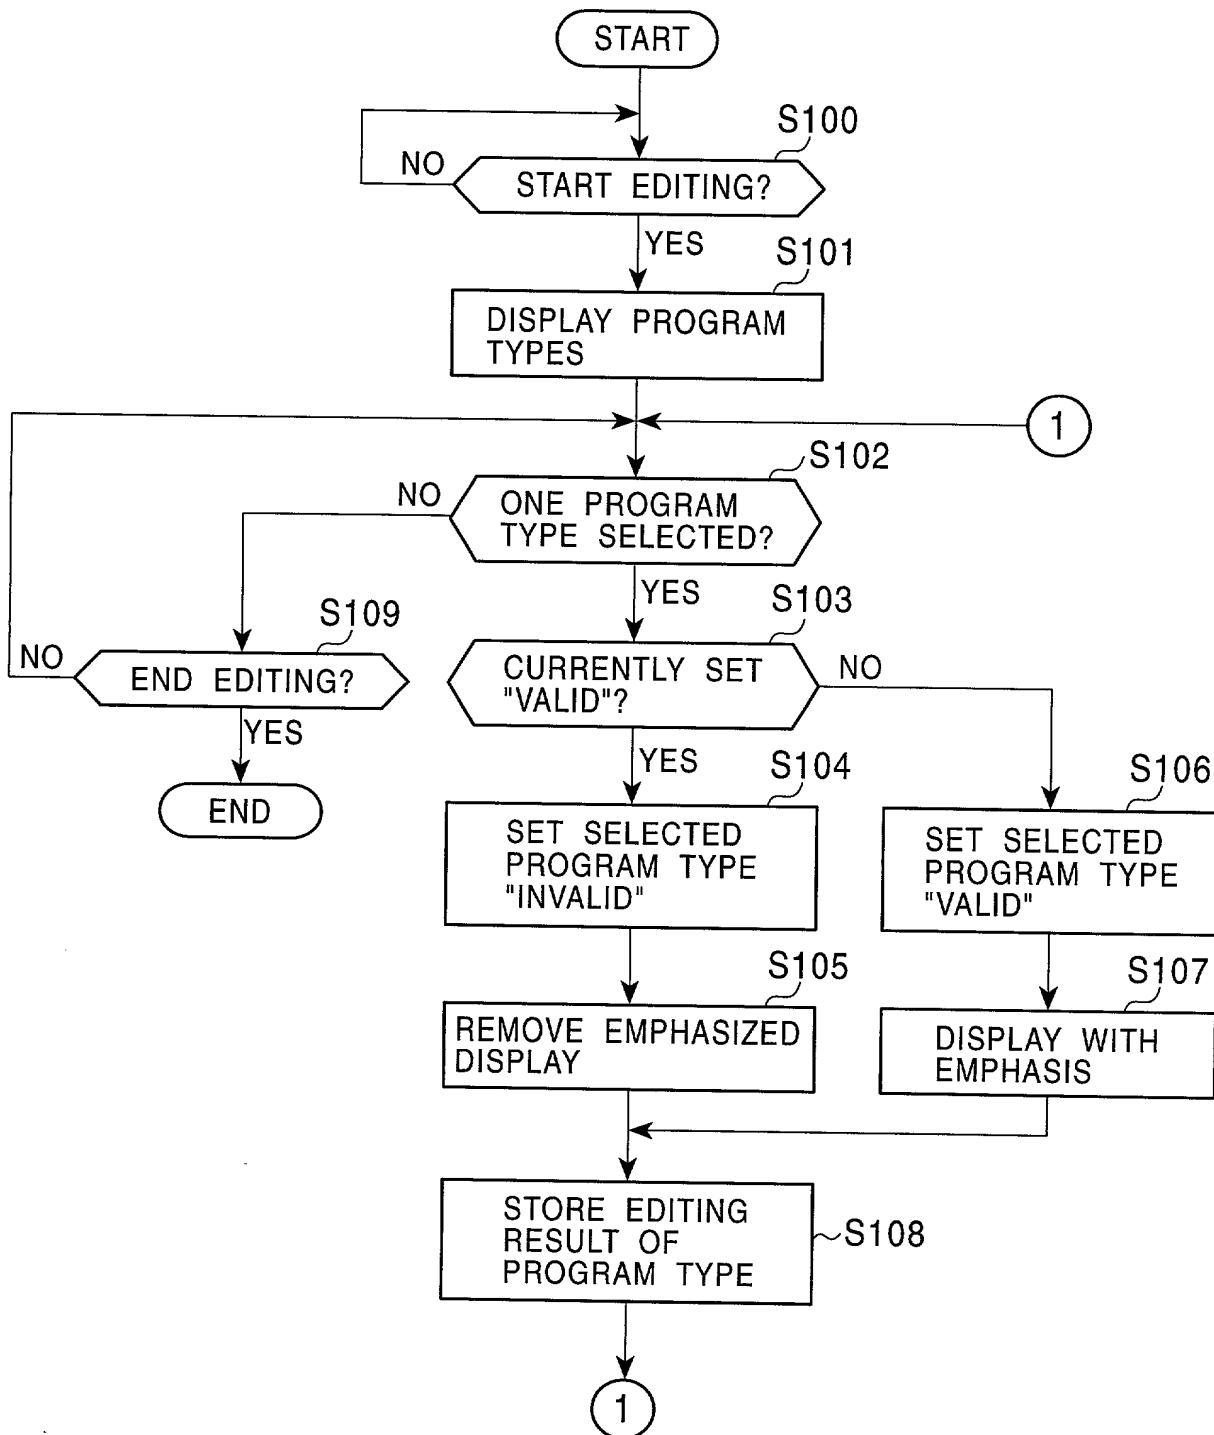 START
S100
NO
START EDITING?
YES
S101
DISPLAY PROGRAM
TYPES
1
S102
NO
ONE PROGRAM
TYPE SELECTED?
YES
S103
S109
NO
END EDITING?
CURRENTLY SET
"VALID"?
NO
YES
YES
S104
S106
END
SET SELECTED
PROGRAM TYPE
"INVALID"
SET SELECTED
PROGRAM TYPE
"VALID"
S105
S107
REMOVE EMPHASIZED
DISPLAY
DISPLAY WITH
EMPHASIS
STORE EDITING
RESULT OF
PROGRAM TYPE
S108
1